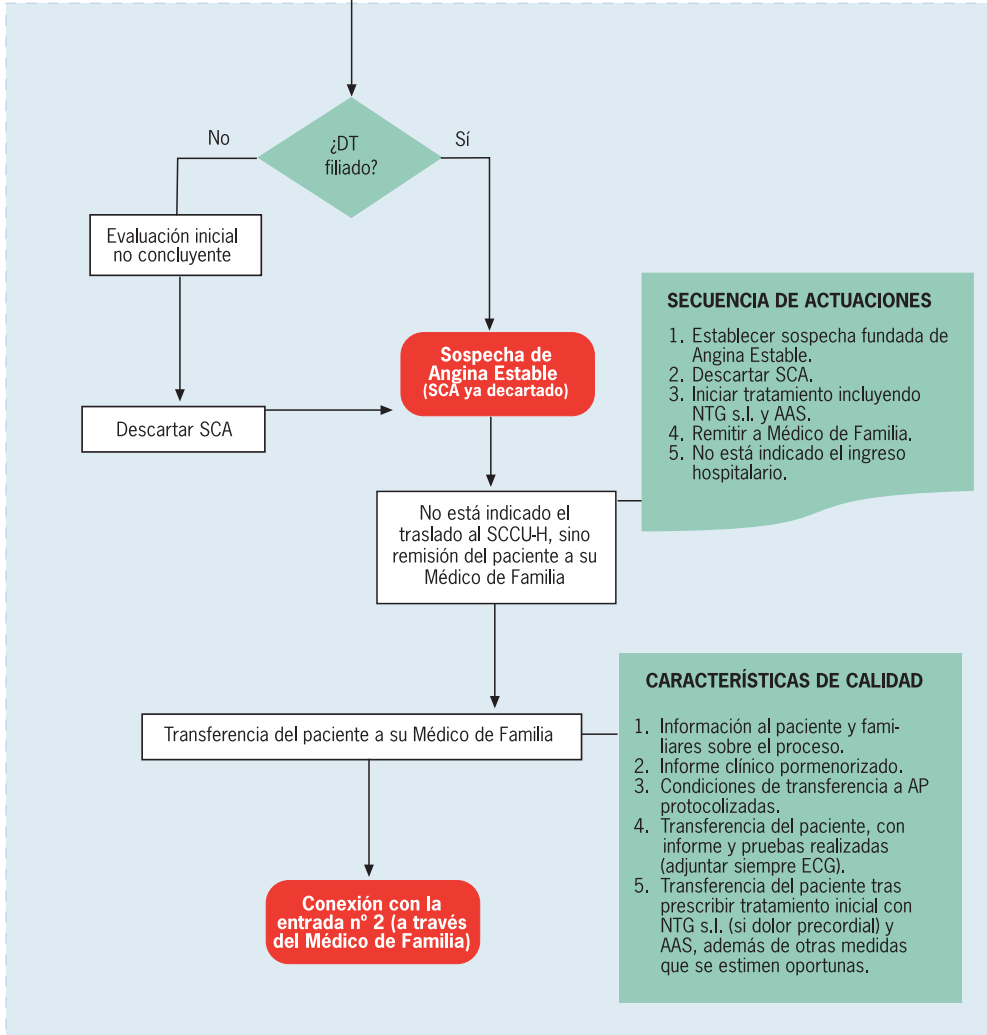 No
Sí
¿DT
filiado?
Evaluación inicial
no concluyente
Descartar SCA
Sospecha de
Angina Estable
(SCA ya decartado)
SECUENCIA DE ACTUACIONES
1. Establecer sospecha fundada de
Angina Estable.
2. Descartar SCA.
3. Iniciar tratamiento incluyendo
NTG s.l. y AAS.
4. Remitir a Médico de Familia.
5. No está indicado el ingreso
hospitalario.
No está indicado el
traslado al SCCU-H, sino
remisión del paciente a su
Médico de Familia
Transferencia del paciente a su Médico de Familia
CARACTERÍSTICAS DE CALIDAD
1. Información al paciente y fami-
liares sobre el proceso.
2. Informe clínico pormenorizado.
3. Condiciones de transferencia a AP
protocolizadas.
4. Transferencia del paciente, con
informe y pruebas realizadas
(adjuntar siempre ECG).
5. Transferencia del paciente tras
prescribir tratamiento inicial con
NTG s.l. (si dolor precordial) y
AAS, además de otras medidas
que se estimen oportunas.
Conexión con la
entrada nº 2 (a través
del Médico de Familia)